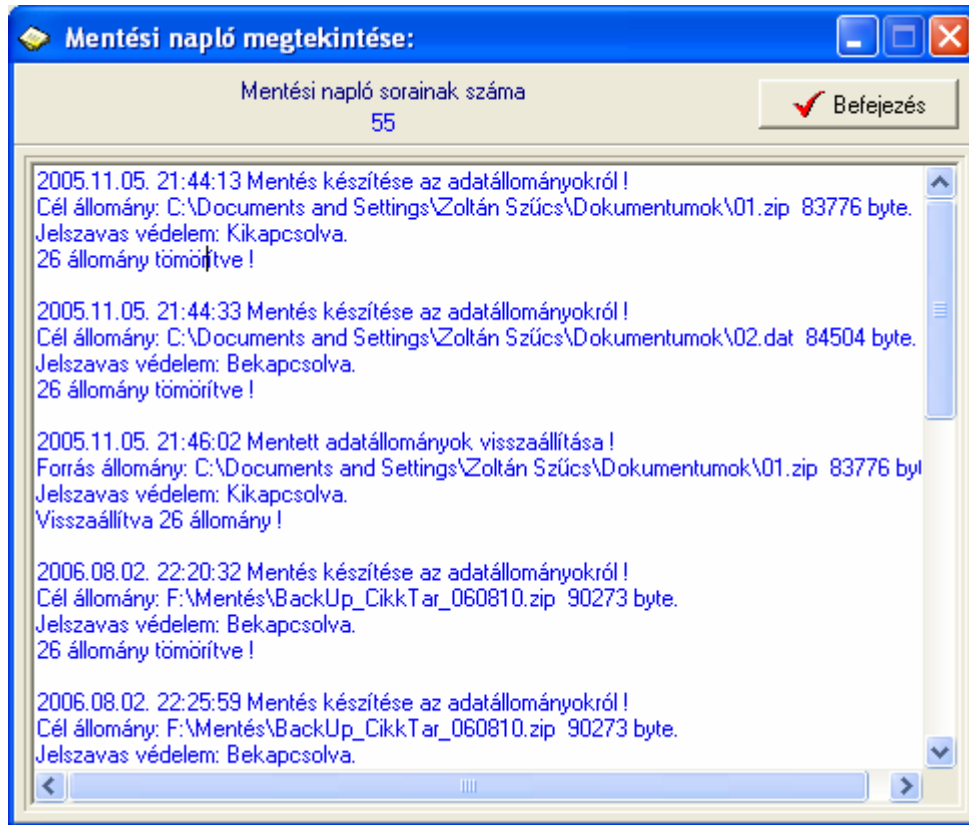 Mentési napló megtekintése:
Mentési napló sorainak száma
55
Befejezés
2005.11.05. 21:44:13 Mentés készítése az adatállományokról !
Cél állomány: C:\Documents and Settings\Zoltán Szűcs\Dokumentumok\01.zip 83776 byte.
Jelszavas védelem: Kikapcsolva.
26 állomány tömörítve !
2005.11.05. 21:44:33 Mentés készítése az adatállományokról !
Cél állomány: C:\Documents and Settings\Zoltán Szűcs\Dokumentumok\02.dat 84504 byte.
Jelszavas védelem: Bekapcsolva.
26 állomány tömörítve !
2005.11.05. 21:46:02 Mentett adatállományok visszaállítása !
Forrás állomány: C:\Documents and Settings\Zoltán Szűcs\Dokumentumok\01.zip 83776 byt
Jelszavas védelem: Kikapcsolva.
Visszaállítva 26 állomány !
2006.08.02. 22:20:32 Mentés készítése az adatállományokról !
Cél állomány: F:\Mentés\BackUp_CikkTar_060810.zip 90273 byte.
Jelszavas védelem: Bekapcsolva.
26 állomány tömörítve !
2006.08.02. 22:25:59 Mentés készítése az adatállományokról !
Cél állomány: F:\Mentés\BackUp_CikkTar_060810.zip 90273 byte.
Jelszavas védelem: Bekapcsolva.